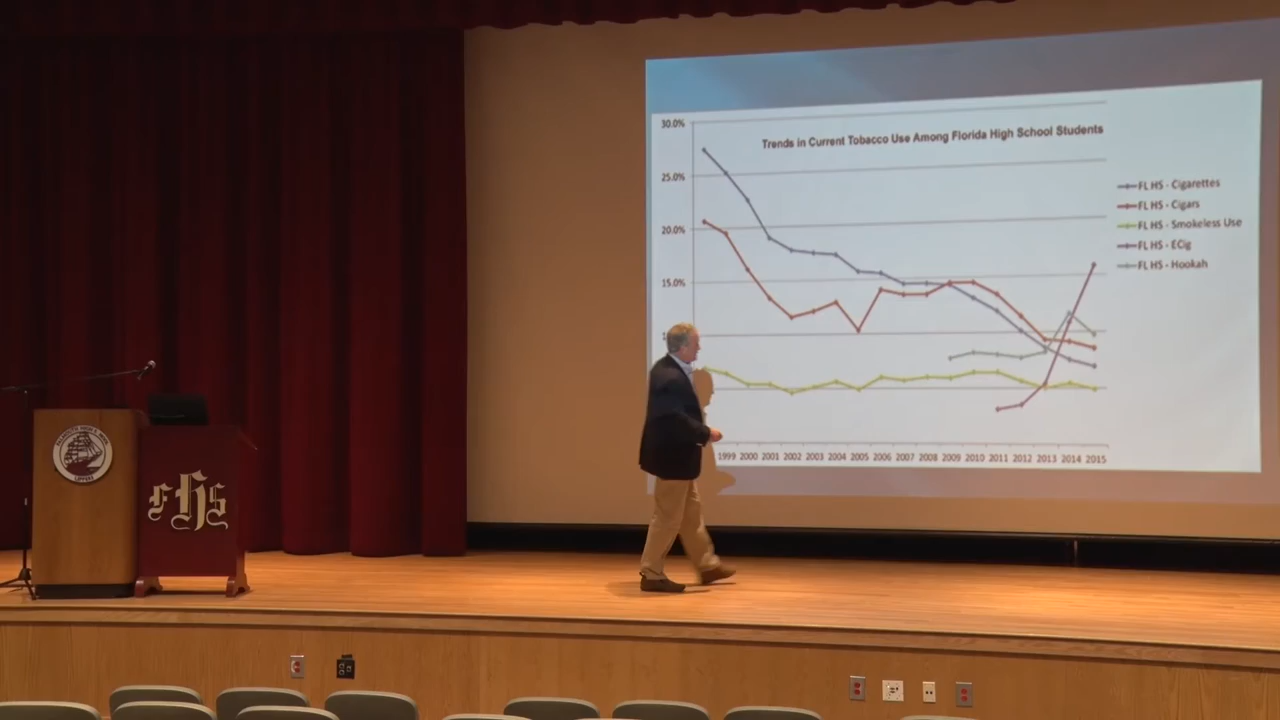 Trends in Current Tobacco Use Among Florida High School Students
30.0%
25.0%
20.0%
15.0%
FL HS - Cigarettes
FL HS - Cigars
FL HS - Smokeless Use
FL HS - ECig
FL HS - Hookah
1999 2000 2001 2002 2003 2004 2005 2006 2007 2008 2009 2010 2011 2012 2013 2014 2015
FHS